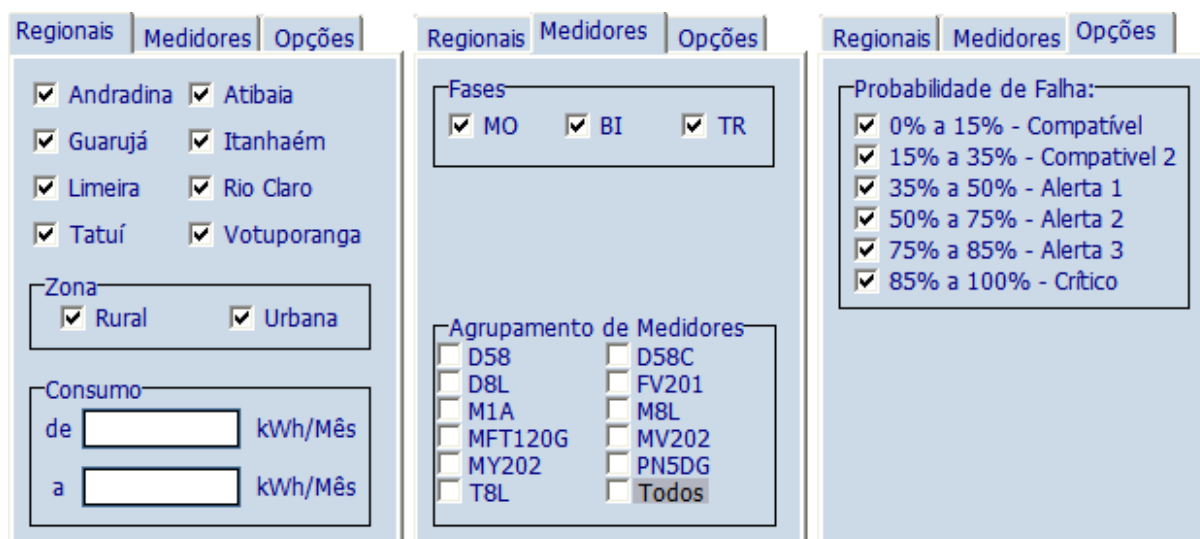 Regionais Medidores Opções
Andradina Atibaia
Guarujá Itanhaém
Limeira Rio Claro
Tatuí Votuporanga
Zona
Rural Urbana
Consumo
de kWh/Mês
a kWh/Mês
Regionais Medidores Opções
Fases
MO BI TR
Agrupamento de Medidores
D58 D58C
D8L FV201
M1A M8L
MFT120G MV202
MY202 PN5DG
T8L Todos
Regionais Medidores Opções
Probabilidade de Falha:
0% a 15% - Compatível
15% a 35% - Compativel 2
35% a 50% - Alerta 1
50% a 75% - Alerta 2
75% a 85% - Alerta 3
85% a 100% - Crítico